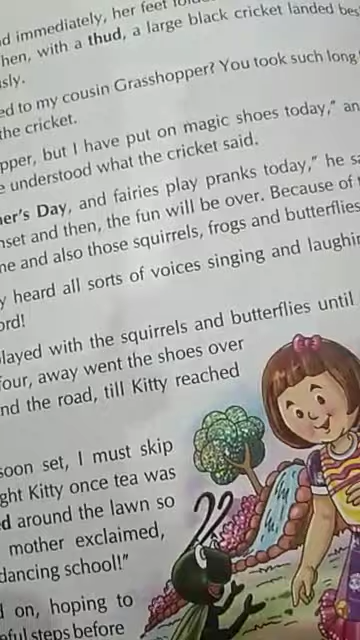 d immediately, her feet
hen, with a thud, a large black cricket landed
sly.
ed to my cousin Grasshopper? You took such long
the cricket.
pper, but I have put on magic shoes today," an
e understood what the cricket said.
er's Day, and fairies play pranks today," he sa
nset and then, the fun will be over. Because of
ne and also those squirrels, frogs and butterflies
y heard all sorts of voices singing and laughin
ord!
layed with the squirrels and butterflies until
four, away went the shoes over
nd the road, till Kitty reached
soon set, I must skip
ght Kitty once tea was
d around the lawn so
mother exclaimed,
dancing school!"
d on, hoping to
eful steps before